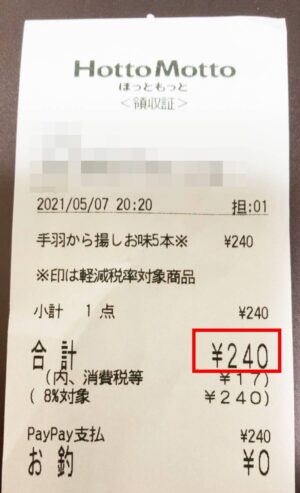 HottoMotto
ほっともっと
<領収証>
2021/05/07 20:20 担:01
手羽から揚しお味5本※ ¥240
※印は軽減税率対象商品
小計 1点 ¥240
合計 ¥240
(内、消費税等 ¥17)
( 8%対象 ¥240)
PayPay支払 ¥240
お釣 ¥0